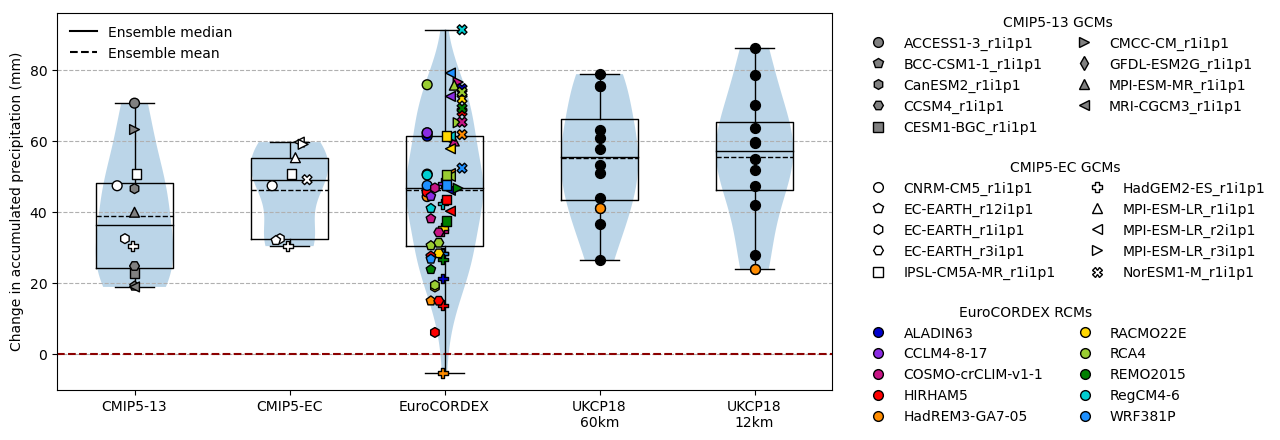 Change in accumulated precipitation (mm)
80
60
40
20
0
Ensemble median
Ensemble mean
CMIP5-13
CMIP5-EC
EuroCORDEX
UKCP18
60km
UKCP18
12km
CMIP5-13 GCMs
ACCESS1-3_r1i1p1
BCC-CSM1-1_r1i1p1
CanESM2_r1i1p1
CCSM4_r1i1p1
CESM1-BGC_r1i1p1
CMCC-CM_r1i1p1
GFDL-ESM2G_r1i1p1
MPI-ESM-MR_r1i1p1
MRI-CGCM3_r1i1p1
CMIP5-EC GCMs
CNRM-CM5_r1i1p1
EC-EARTH_r12i1p1
EC-EARTH_r1i1p1
EC-EARTH_r3i1p1
IPSL-CM5A-MR_r1i1p1
HadGEM2-ES_r1i1p1
MPI-ESM-LR_r1i1p1
MPI-ESM-LR_r2i1p1
MPI-ESM-LR_r3i1p1
NorESM1-M_r1i1p1
EuroCORDEX RCMs
ALADIN63
CCLM4-8-17
COSMO-crCLIM-v1-1
HIRHAM5
HadREM3-GA7-05
RACMO22E
RCA4
REMO2015
RegCM4-6
WRF381P